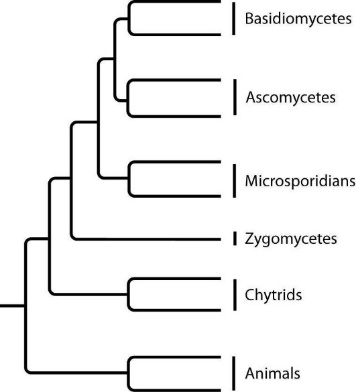 Basidiomycetes
Ascomycetes
Microsporidians
Zygomycetes
Chytrids
Animals